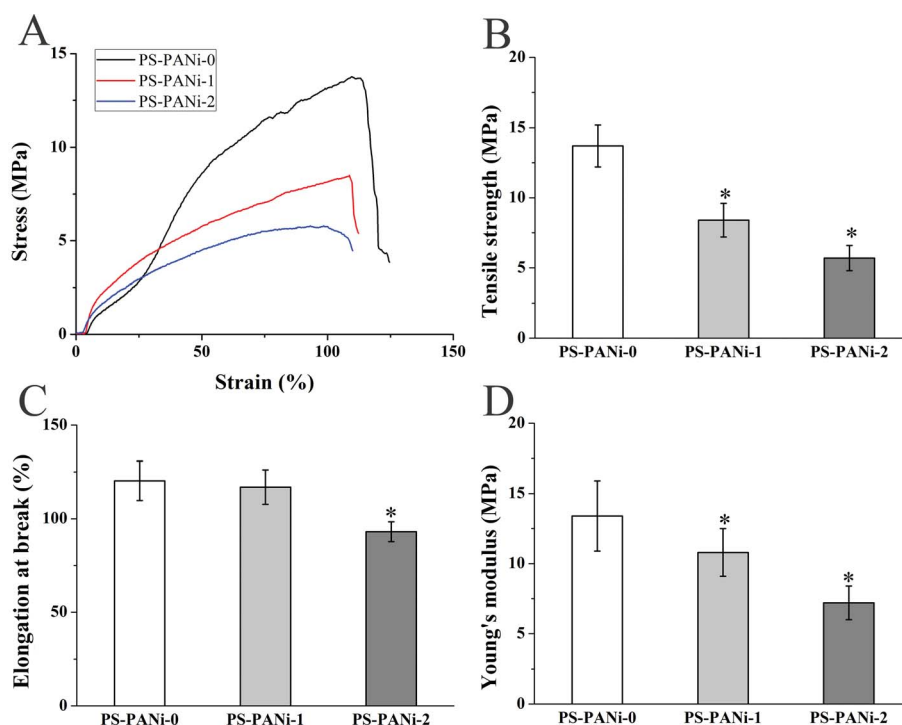 A
PS-PANi-0
PS-PANi-1
PS-PANi-2
15
10
5
0
Stress (MPa)
0 50 100 150
Strain (%)
B
20
15
10
5
0
Tensile strength (MPa)
*
*
PS-PANi-0 PS-PANi-1 PS-PANi-2
C
150
100
50
0
Elongation at break (%)
*
PS-PANi-0 PS-PANi-1 PS-PANi-2
D
20
15
10
5
0
Young's modulus (MPa)
*
*
PS-PANi-0 PS-PANi-1 PS-PANi-2